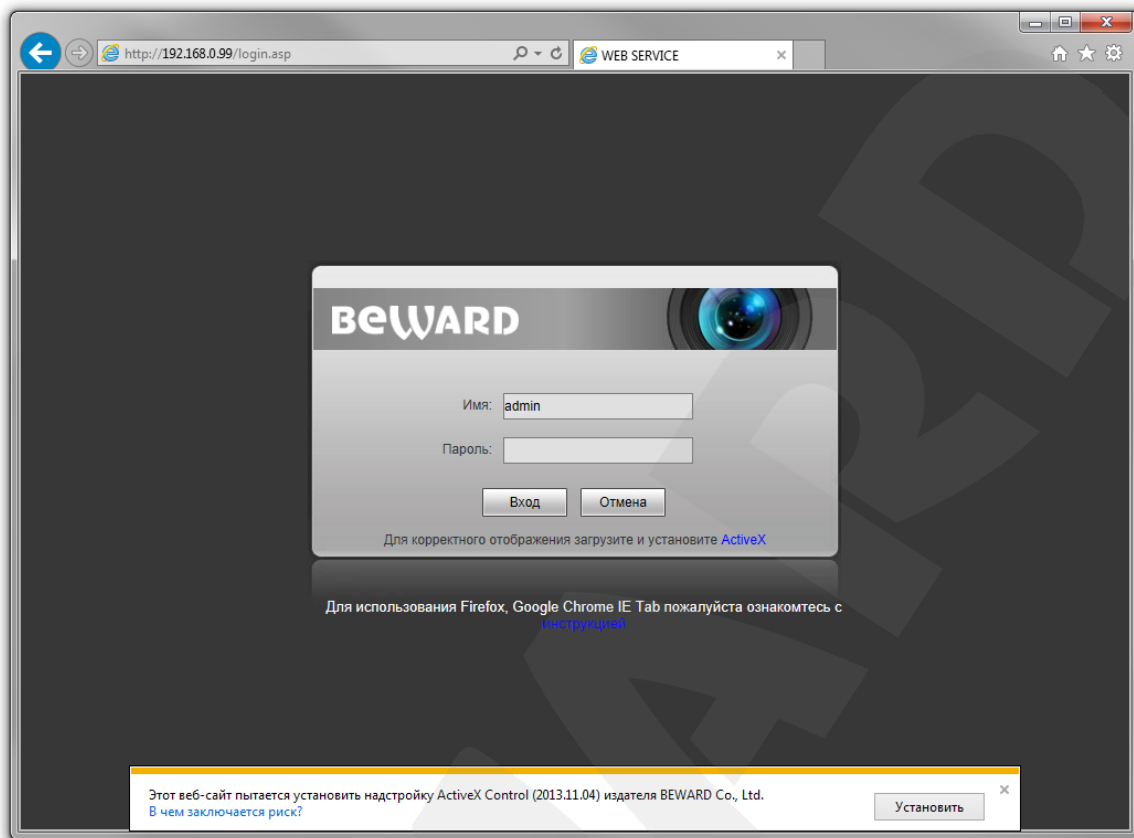 http://192.168.0.99/login.asp
WEB SERVICE
BEWARD
Имя: admin
Пароль:
Вход Отмена
Для корректного отображения загрузите и установите ActiveX
Для использования Firefox, Google Chrome IE Tab пожалуйста ознакомтесь с
инструкцией
Этот веб-сайт пытается установить надстройку ActiveX Control (2013.11.04) издателя BEWARD Co., Ltd.
В чем заключается риск?
Установить